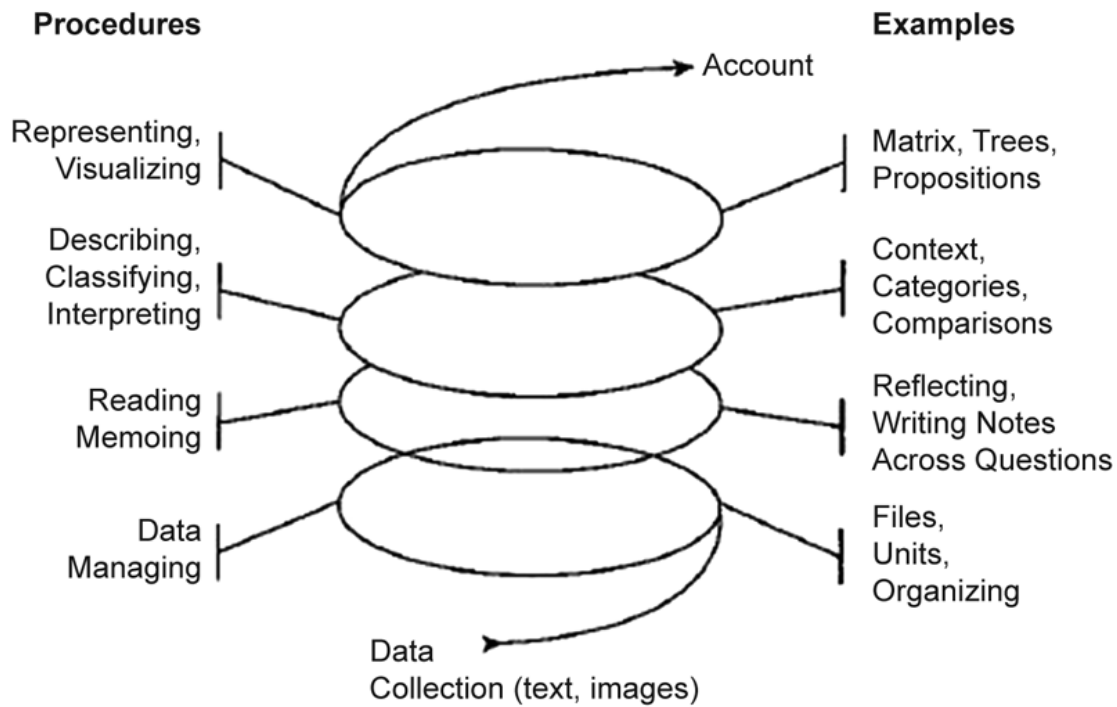 Procedures
Examples
Account
Representing,
Visualizing
Matrix, Trees,
Propositions
Describing,
Classifying,
Interpreting
Context,
Categories,
Comparisons
Reading
Memoing
Reflecting,
Writing Notes
Across Questions
Data
Managing
Files,
Units,
Organizing
Data
Collection (text, images)